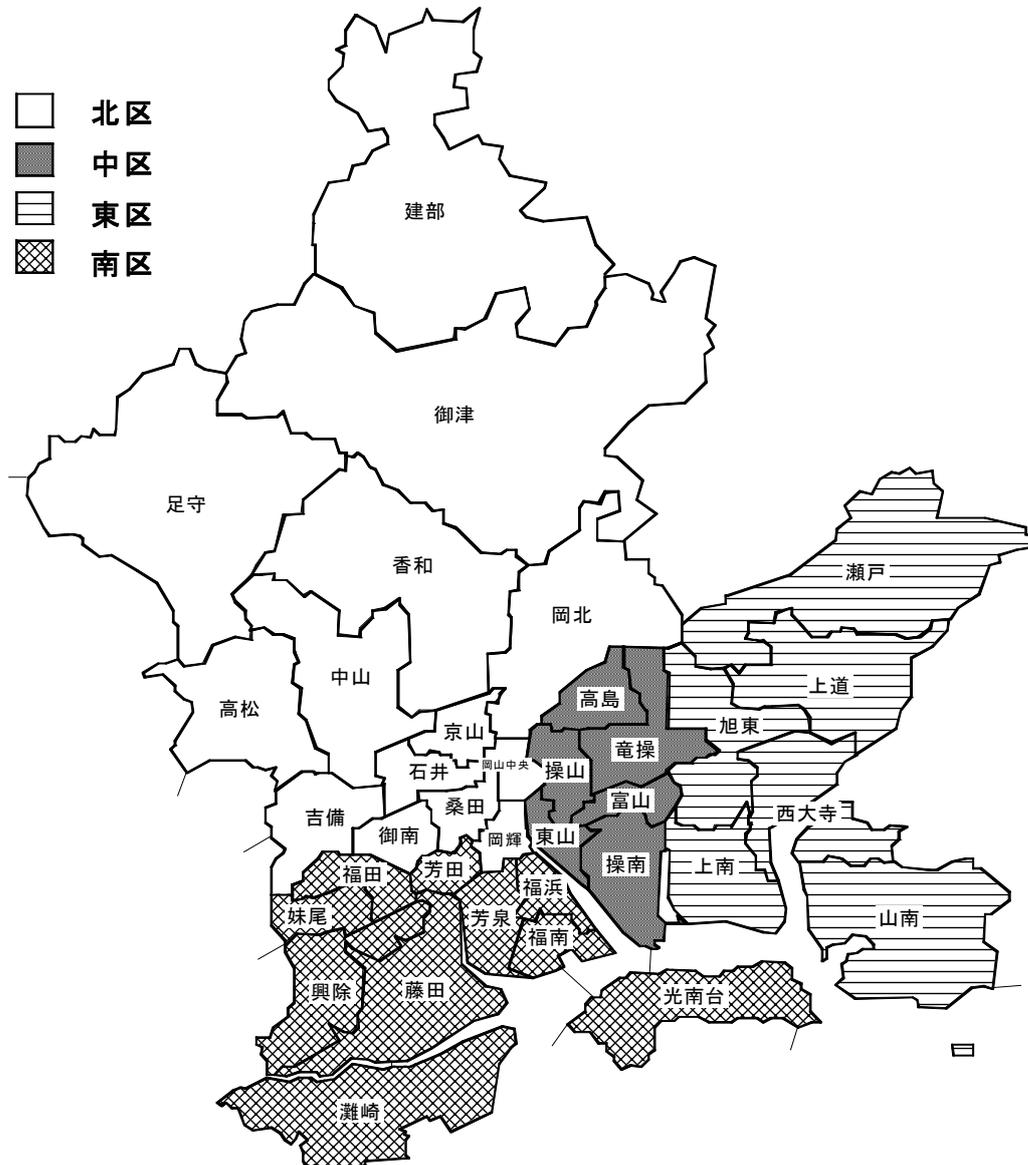 北区
中区
東区
南区
建部
御津
足守
香和
瀬戸
岡北
中山
上道
高島
高松
旭東
京山
竜操
岡山中央
操山
石井
富山
桑田
西大寺
吉備
御南
岡輝
東山
操南
上南
芳田
福田
福浜
妹尾
芳泉
山南
福南
興除
藤田
光南台
灘崎